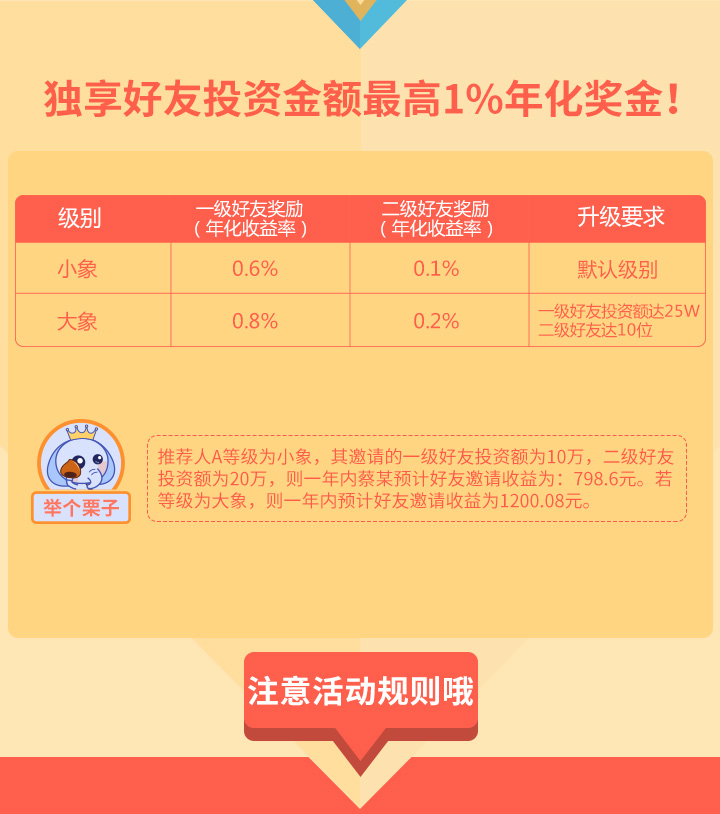 独享好友投资金额最高1%年化奖金!
级别 一级好友奖励 二级好友奖励 升级要求
（年化收益率） （年化收益率）
小象 0.6% 0.1% 默认级别
大象 0.8% 0.2% 一级好友投资额达25W
二级好友达10位
推荐人A等级为小象，其邀请的一级好友投资额为10万，二级好友
投资额为20万，则一年内蔡某预计好友邀请收益为：798.6元。若
等级为大象，则一年内预计好友邀请收益为1200.08元。
举个栗子
注意活动规则哦